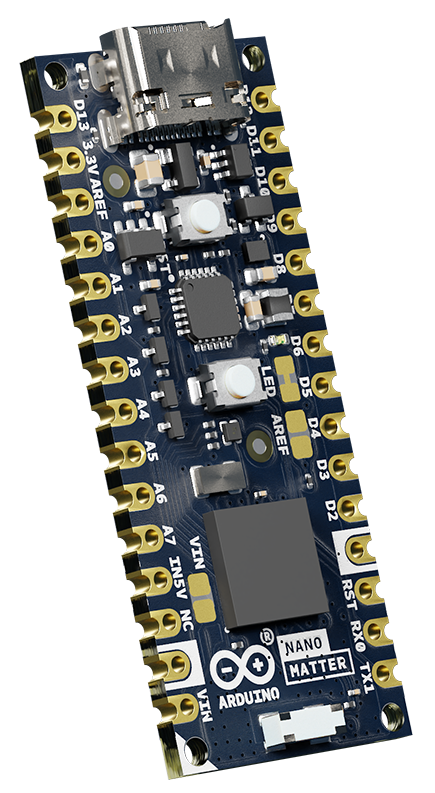 D13
3.3V
AREF
A0
A1
A2
A3
A4
A5
A6
A7
IN5V
NC
VIN
D11
D10
D9
D8
D6
D5
D4
D3
D2
RST
RX0
TX1
LED
AREF
VIN
®
NANO
MATTER
ARDUINO